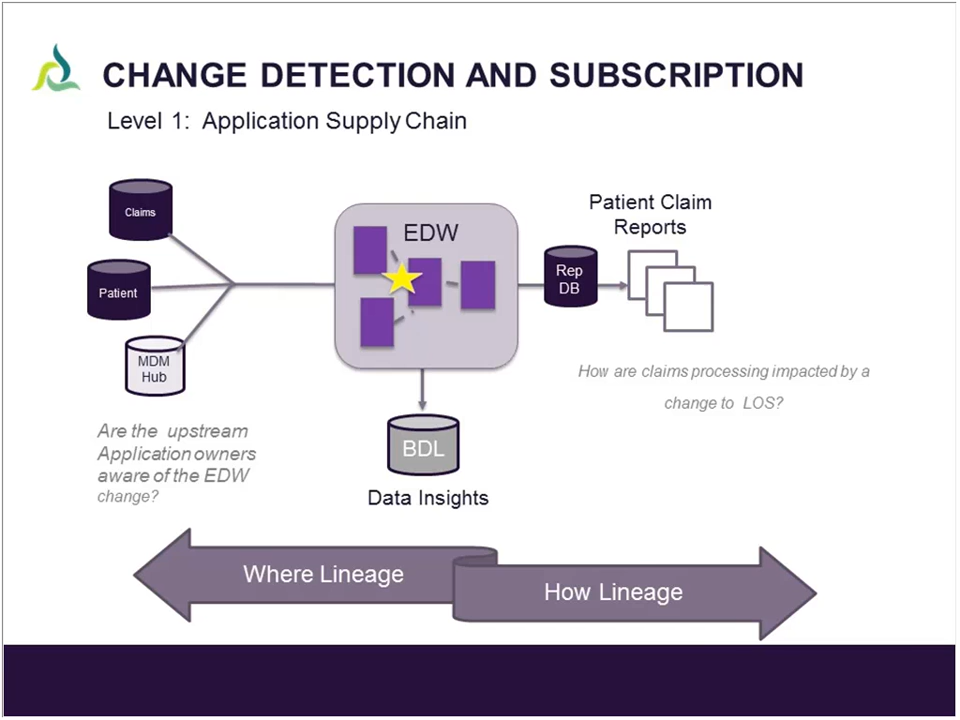 CHANGE DETECTION AND SUBSCRIPTION
Level 1: Application Supply Chain
Claims
Patient
MDM
Hub
EDW
Rep
DB
Patient Claim
Reports
How are claims processing impacted by a
change to LOS?
Are the upstream
Application owners
aware of the EDW
change?
BDL
Data Insights
Where Lineage
How Lineage